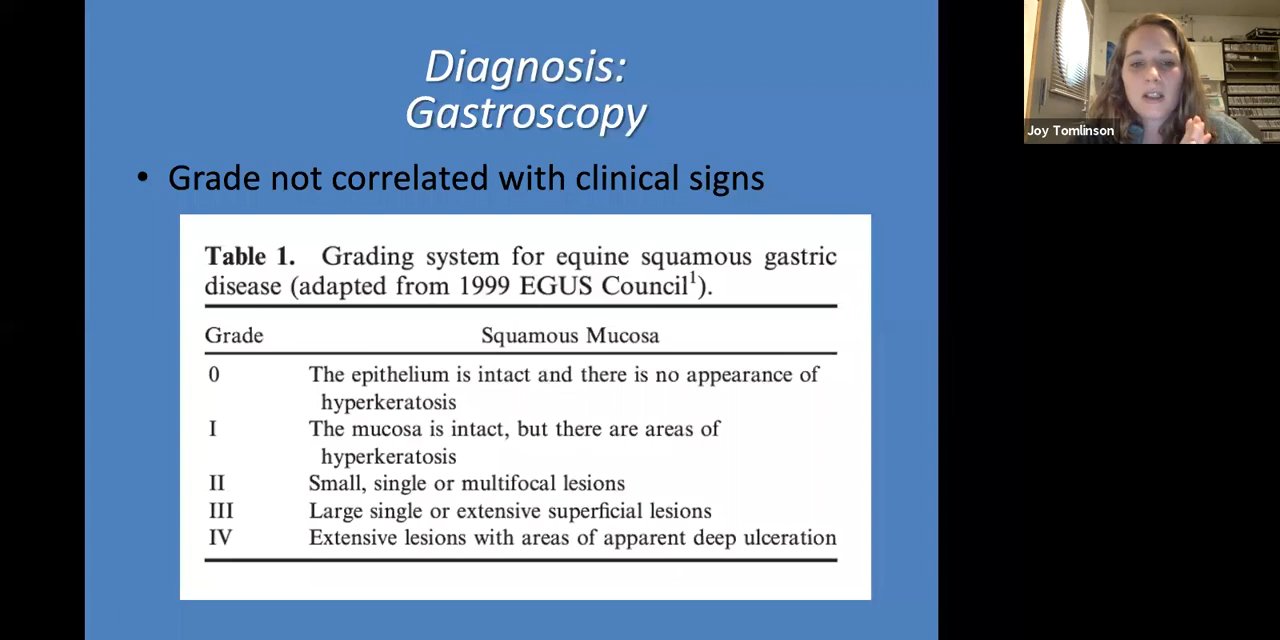 Diagnosis:
Gastroscopy
• Grade not correlated with clinical signs
Table 1. Grading system for equine squamous gastric
disease (adapted from 1999 EGUS Council¹).
Grade Squamous Mucosa
0 The epithelium is intact and there is no appearance of
hyperkeratosis
I The mucosa is intact, but there are areas of
hyperkeratosis
II Small, single or multifocal lesions
III Large single or extensive superficial lesions
IV Extensive lesions with areas of apparent deep ulceration
Joy Tomlinson